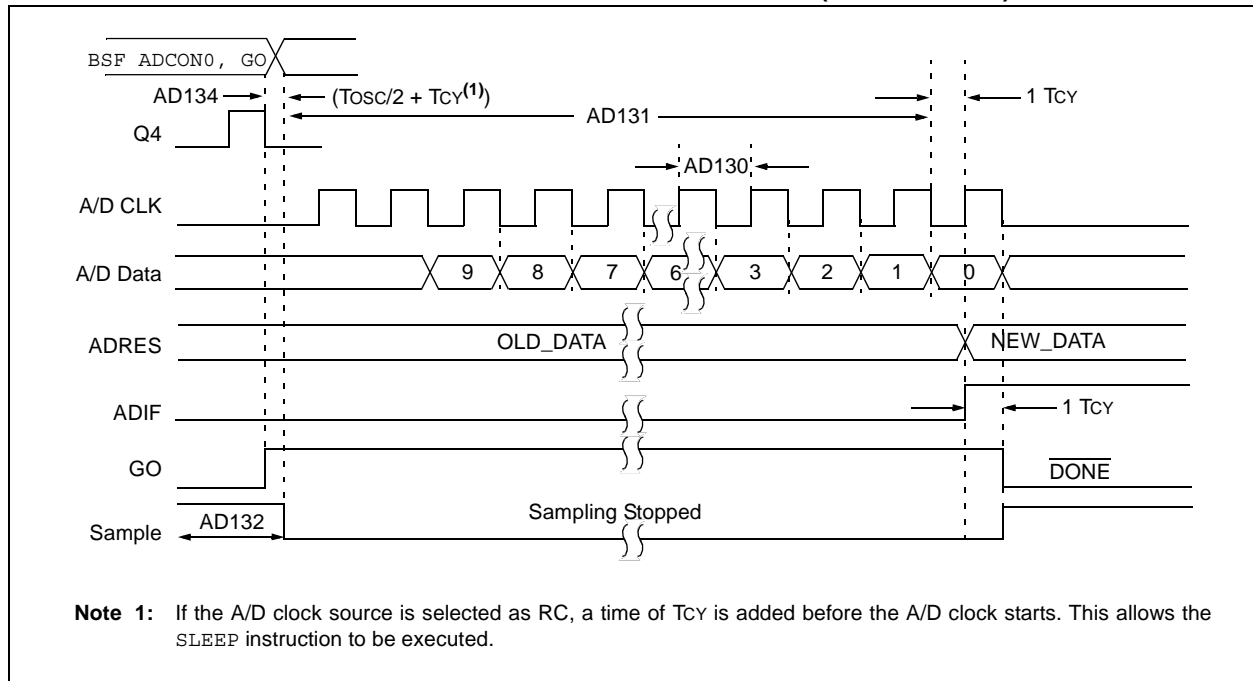 BSF ADCON0, GO
AD134
(TOSC/2 + TCY(1))
1 TCY
AD131
Q4
AD130
A/D CLK
A/D Data
9
8
7
6
3
2
1
0
ADRES
OLD_DATA
NEW_DATA
ADIF
1 TCY
GO
DONE
Sample
AD132
Sampling Stopped
Note 1: If the A/D clock source is selected as RC, a time of TCY is added before the A/D clock starts. This allows the
SLEEP instruction to be executed.